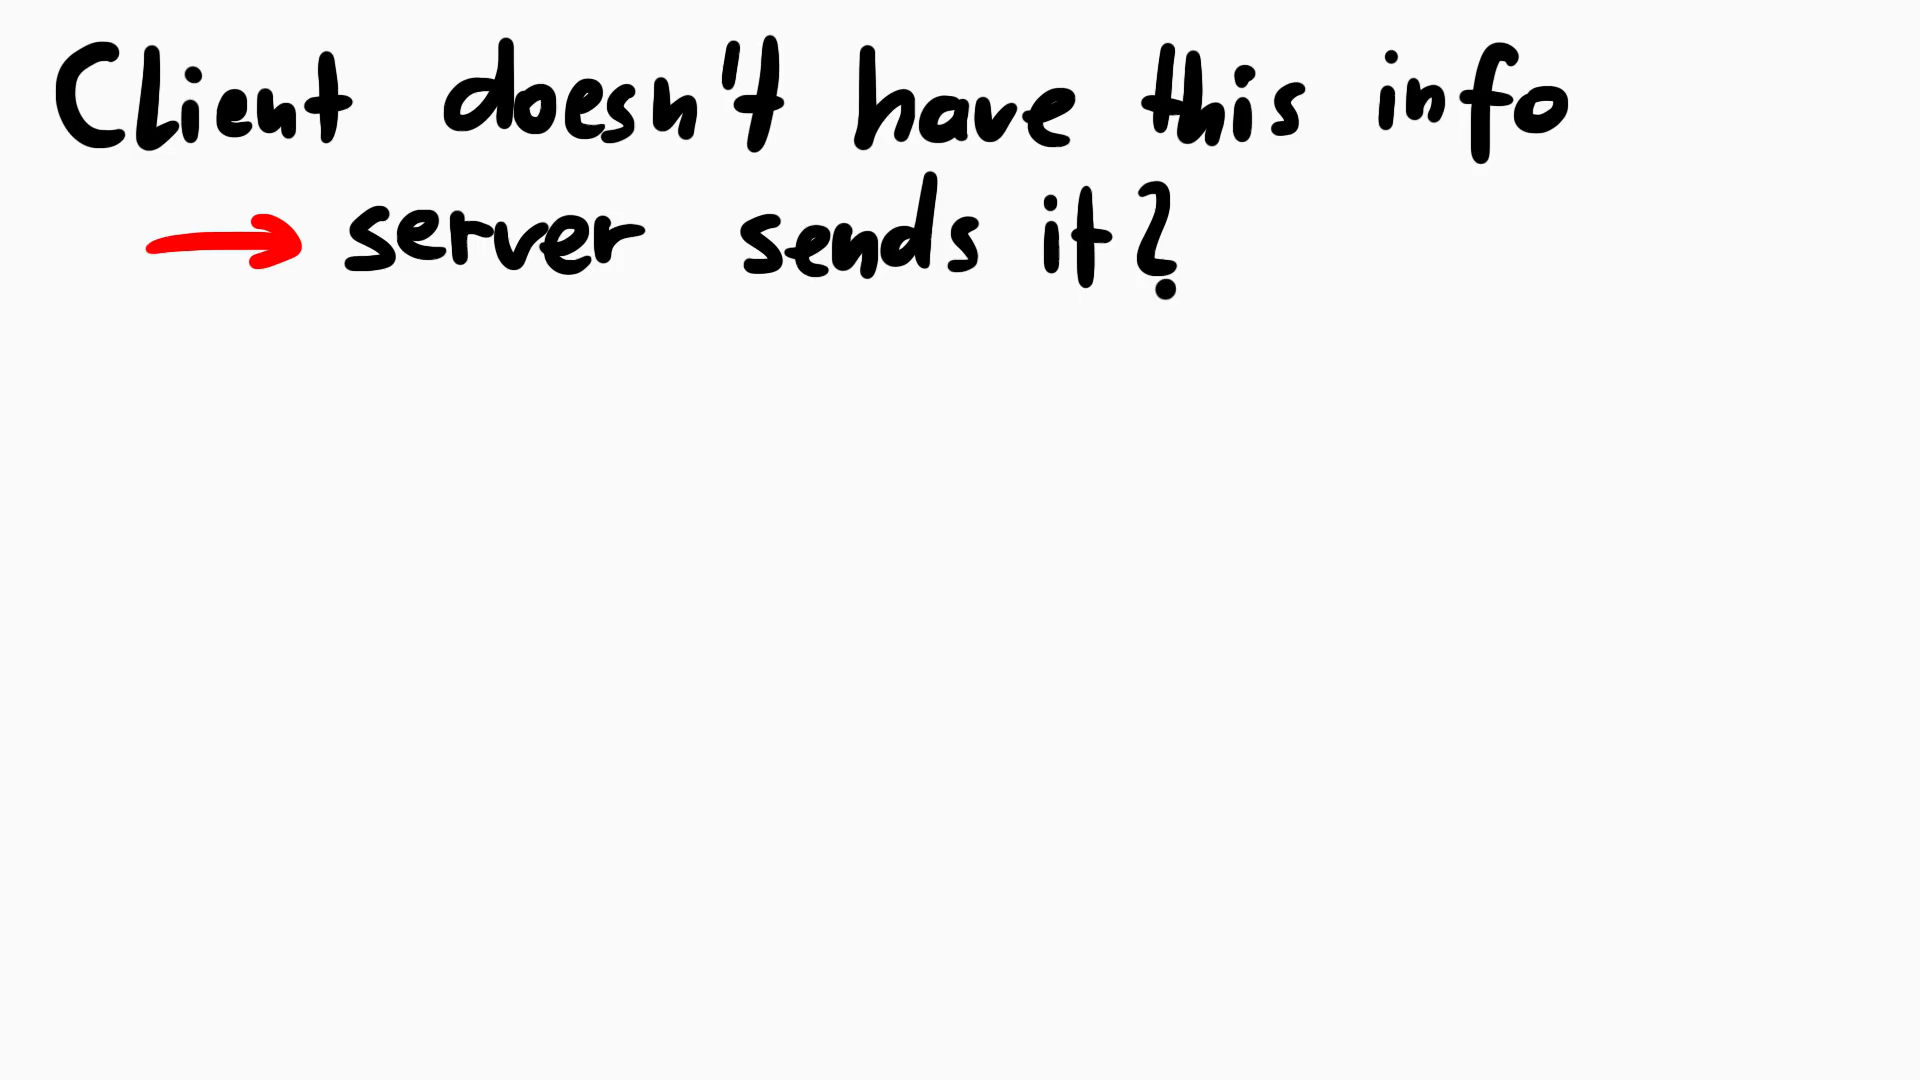 Client doesn't have this info
→ server sends it?